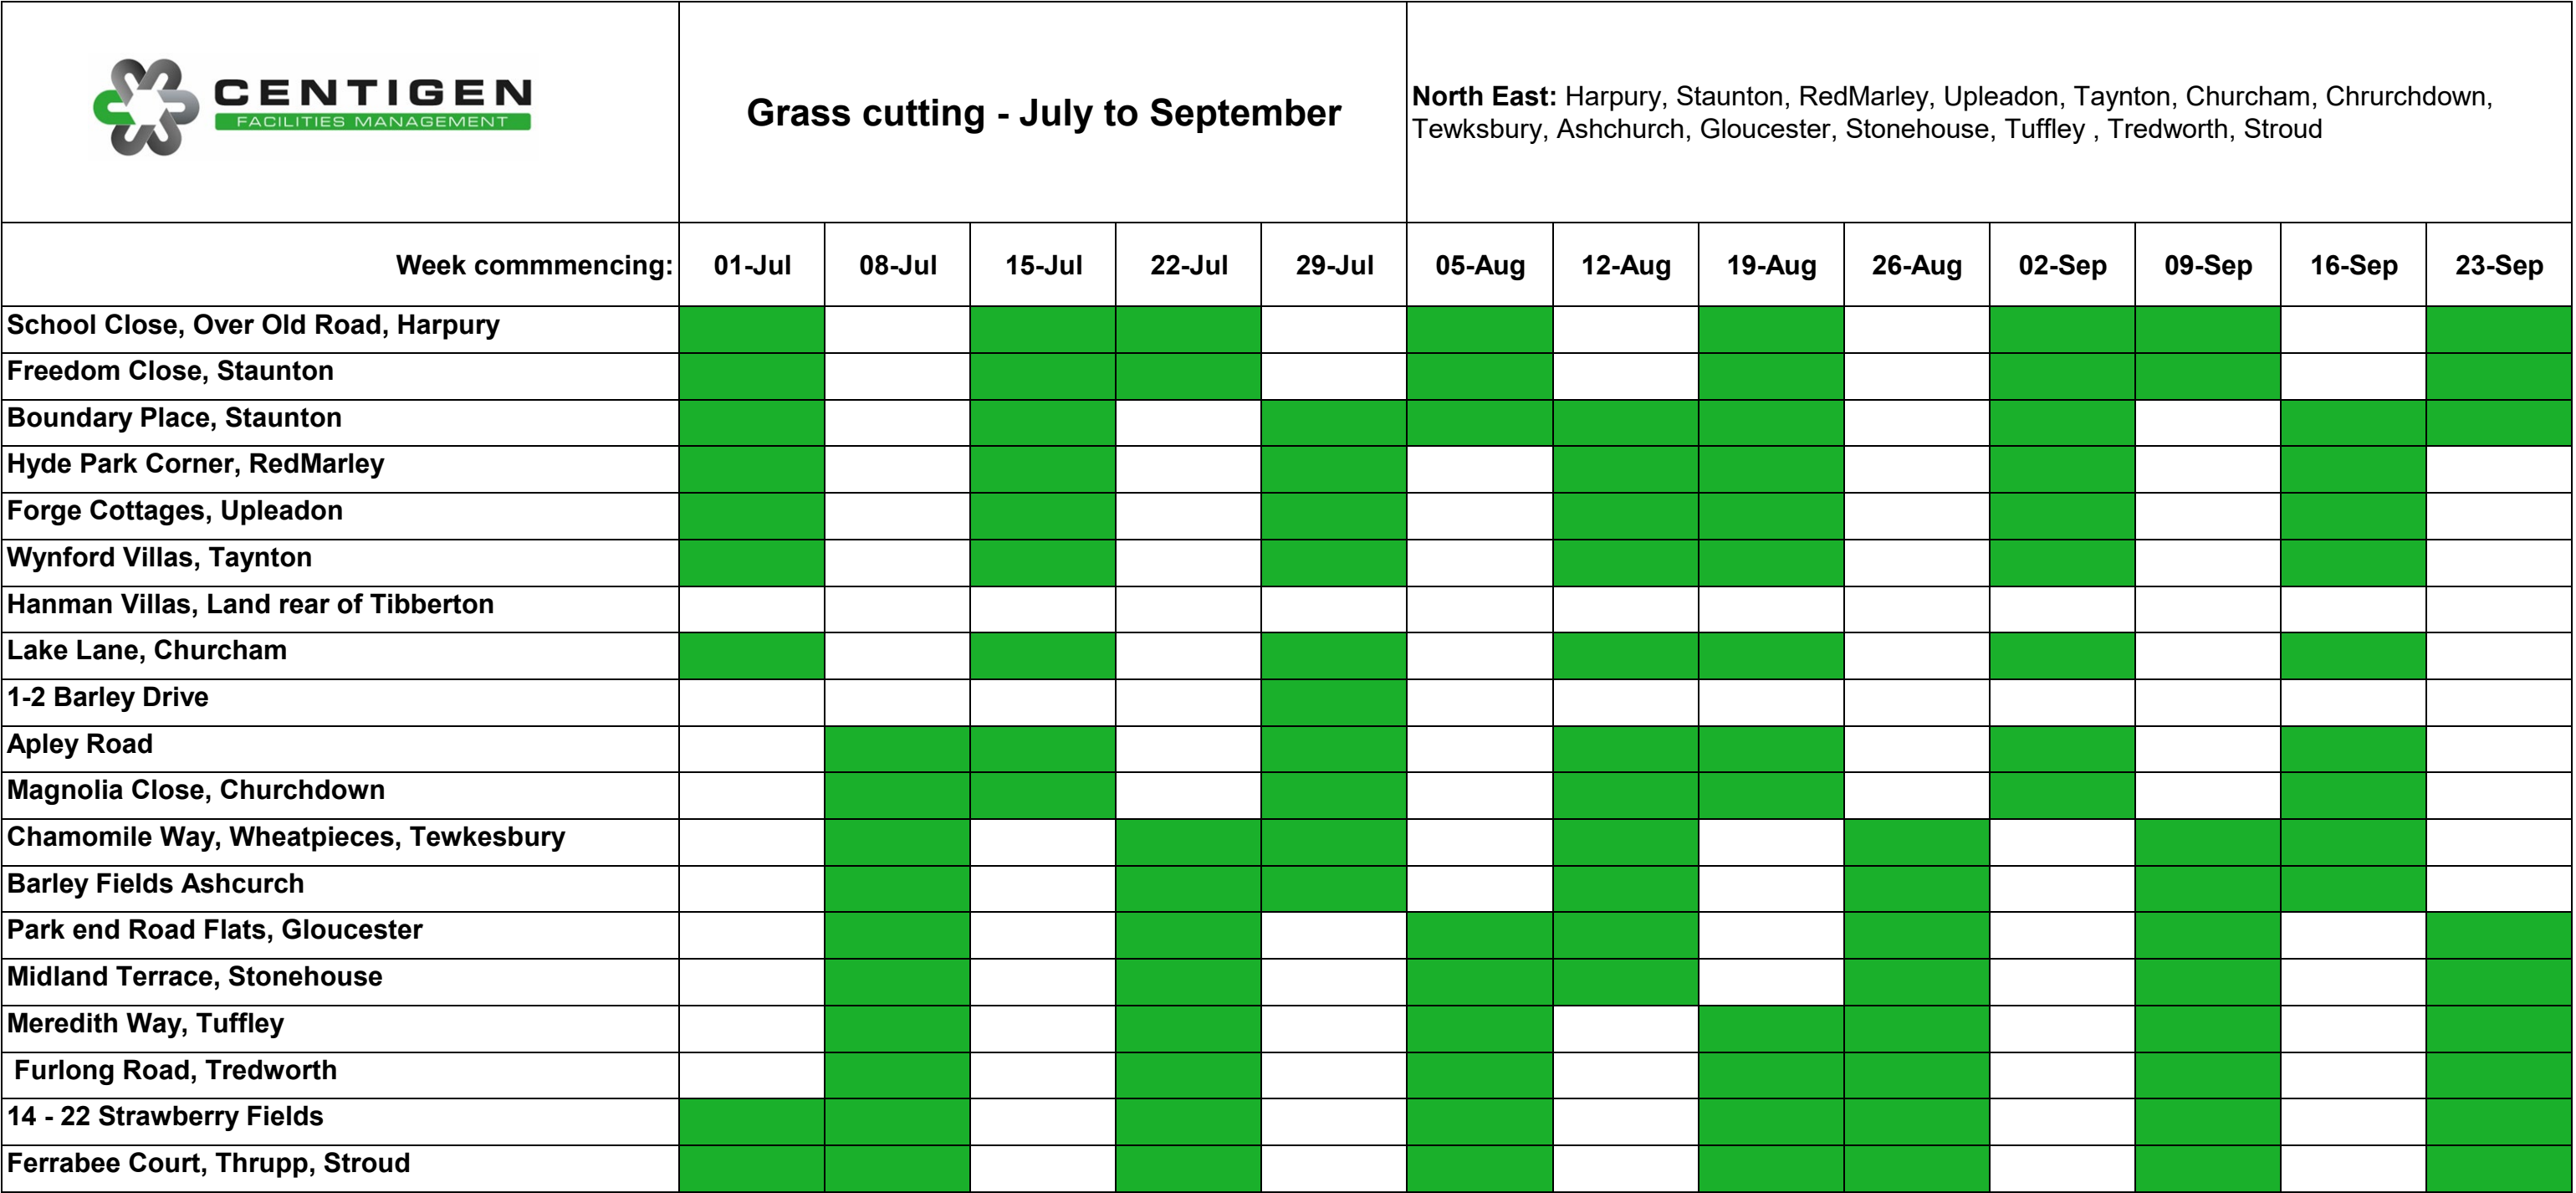 CENTIGEN
FACILITIES MANAGEMENT
Grass cutting - July to September
North East: Harpury, Staunton, RedMarley, Upleadon, Taynton, Churcham, Chrurchdown,
Tewksbury, Ashchurch, Gloucester, Stonehouse, Tuffley , Tredworth, Stroud
Week commmencing: 01-Jul 08-Jul 15-Jul 22-Jul 29-Jul 05-Aug 12-Aug 19-Aug 26-Aug 02-Sep 09-Sep 16-Sep 23-Sep
School Close, Over Old Road, Harpury
Freedom Close, Staunton
Boundary Place, Staunton
Hyde Park Corner, RedMarley
Forge Cottages, Upleadon
Wynford Villas, Taynton
Hanman Villas, Land rear of Tibberton
Lake Lane, Churcham
1-2 Barley Drive
Apley Road
Magnolia Close, Churchdown
Chamomile Way, Wheatpieces, Tewkesbury
Barley Fields Ashcurch
Park end Road Flats, Gloucester
Midland Terrace, Stonehouse
Meredith Way, Tuffley
Furlong Road, Tredworth
14 - 22 Strawberry Fields
Ferrabee Court, Thrupp, Stroud